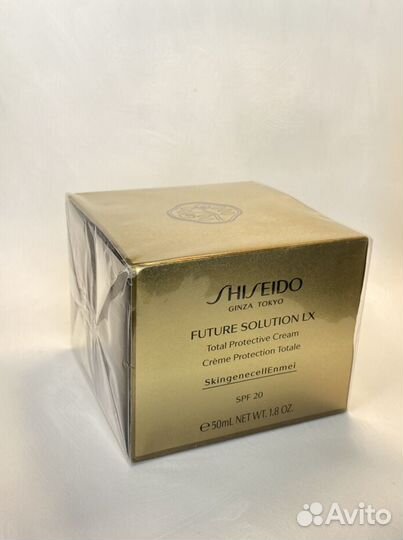 SHISEIDO
GINZA TOKYO
FUTURE SOLUTION LX
Total Protective Cream
Crème Protection Totale
SkingenecellEnmei
SPF 20
℮50mL NET WT. 1.8 OZ.
Avito